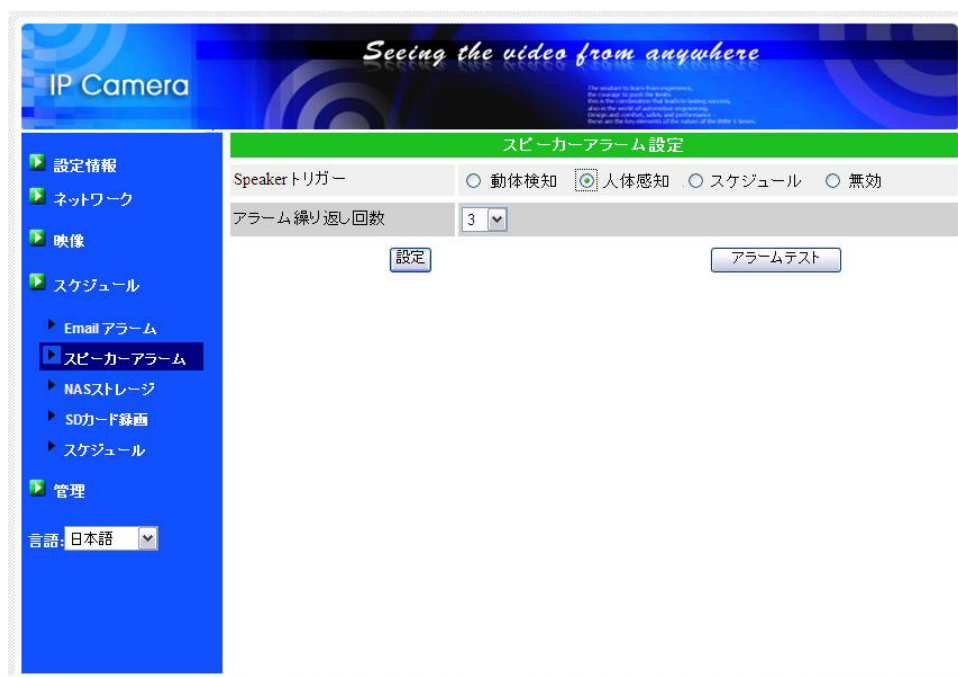 Seeing the video from anywhere
IP Camera
スピーカーアラーム設定
設定情報
ネットワーク
映像
スケジュール
Email アラーム
スピーカーアラーム
NASストレージ
SDカード録画
スケジュール
管理
言語: 日本語
Speakerトリガー 動体検知 人体感知 スケジュール 無効
アラーム繰り返し回数 3
設定 アラームテスト